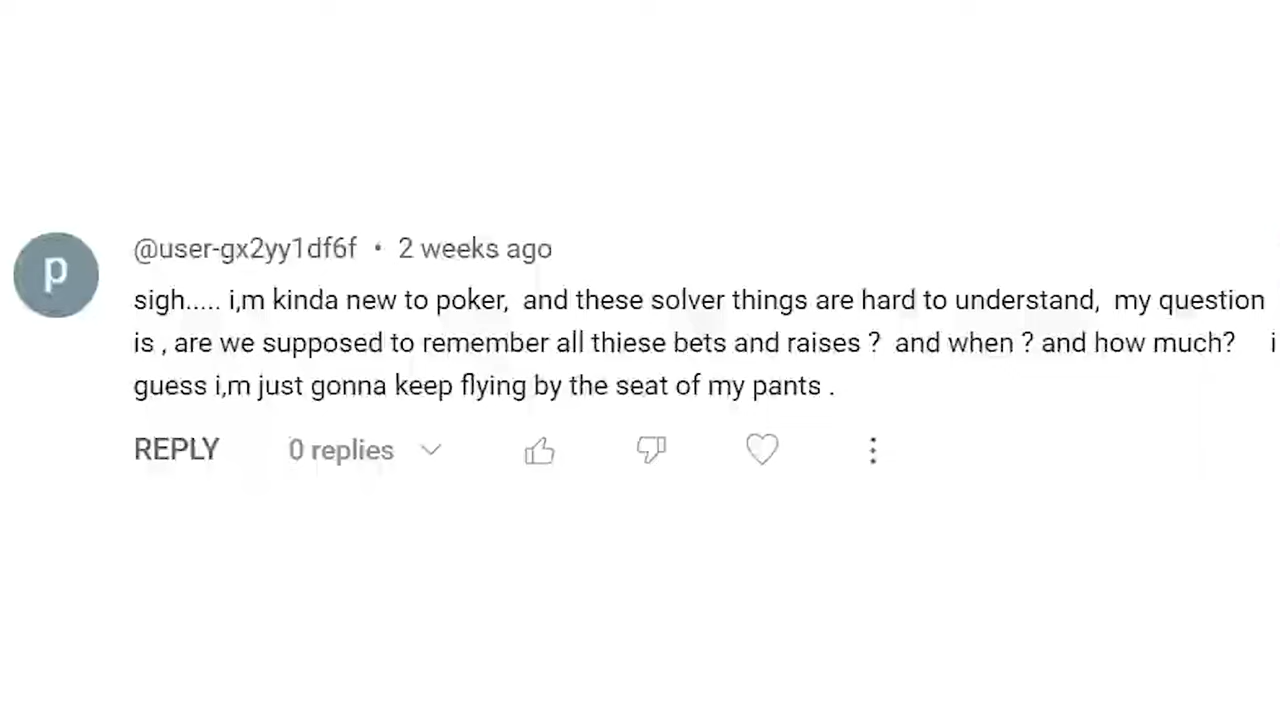 p
@user-gx2yy1df6f • 2 weeks ago
sigh..... i,m kinda new to poker,  and these solver things are hard to understand,  my question
is , are we supposed to remember all thiese bets and raises ?  and when ? and how much?    i
guess i,m just gonna keep flying by the seat of my pants .
REPLY 0 replies